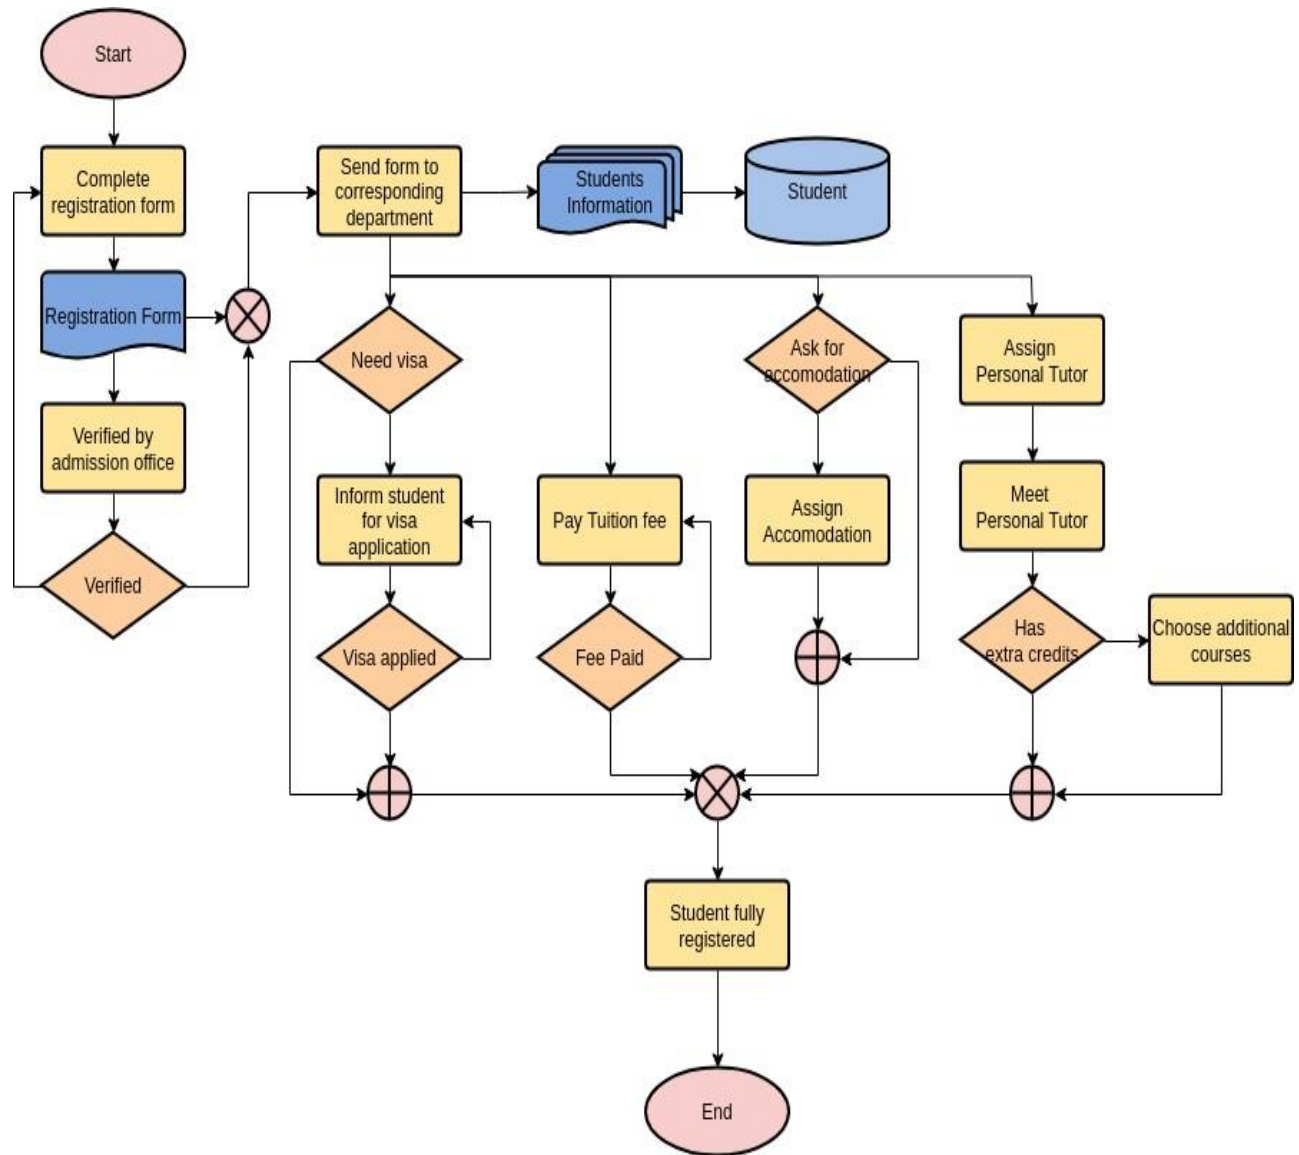 Start
Complete
registration form
Registration Form
Verified by
admission office
Verified
Send form to
corresponding
department
Students
Information
Student
Need visa
Inform student
for visa
application
Visa applied
Pay Tuition fee
Fee Paid
Ask for
accomodation
Assign
Accomodation
Assign
Personal Tutor
Meet
Personal Tutor
Has
extra credits
Choose additional
courses
Student fully
registered
End